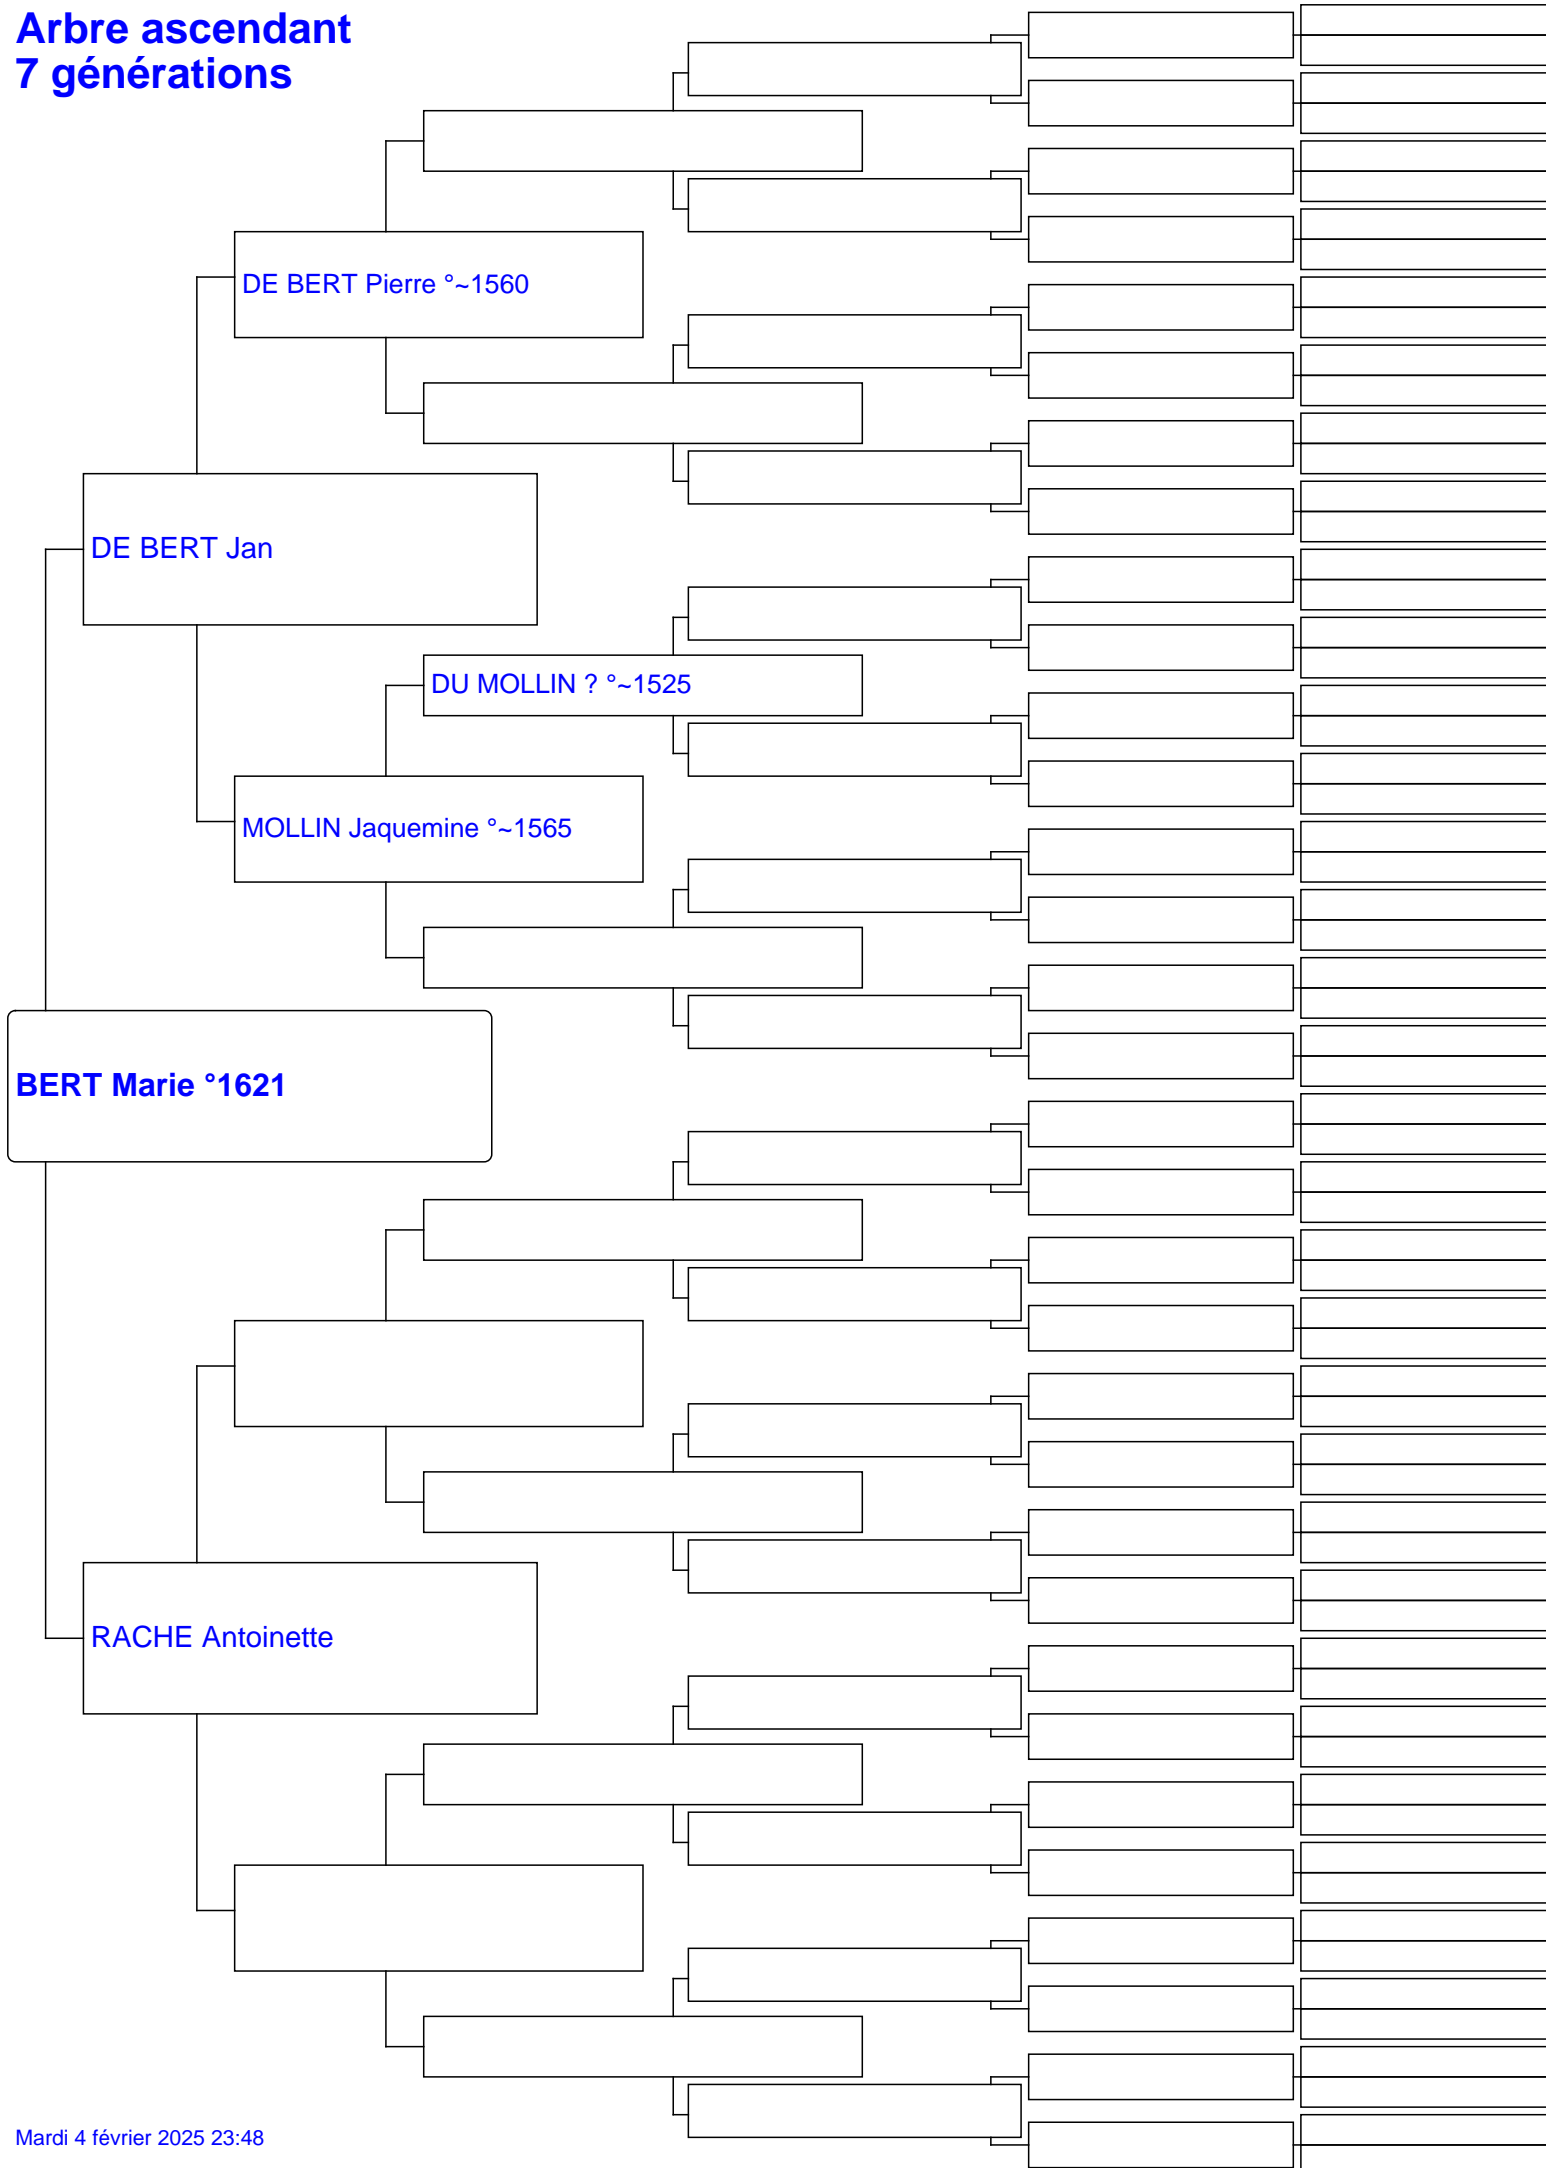 Arbre ascendant
7 générations
DE BERT Pierre °~1560
DE BERT Jan
DU MOLLIN ? °~1525
MOLLIN Jaquemine °~1565
BERT Marie °1621
RACHE Antoinette
Mardi 4 février 2025 23:48